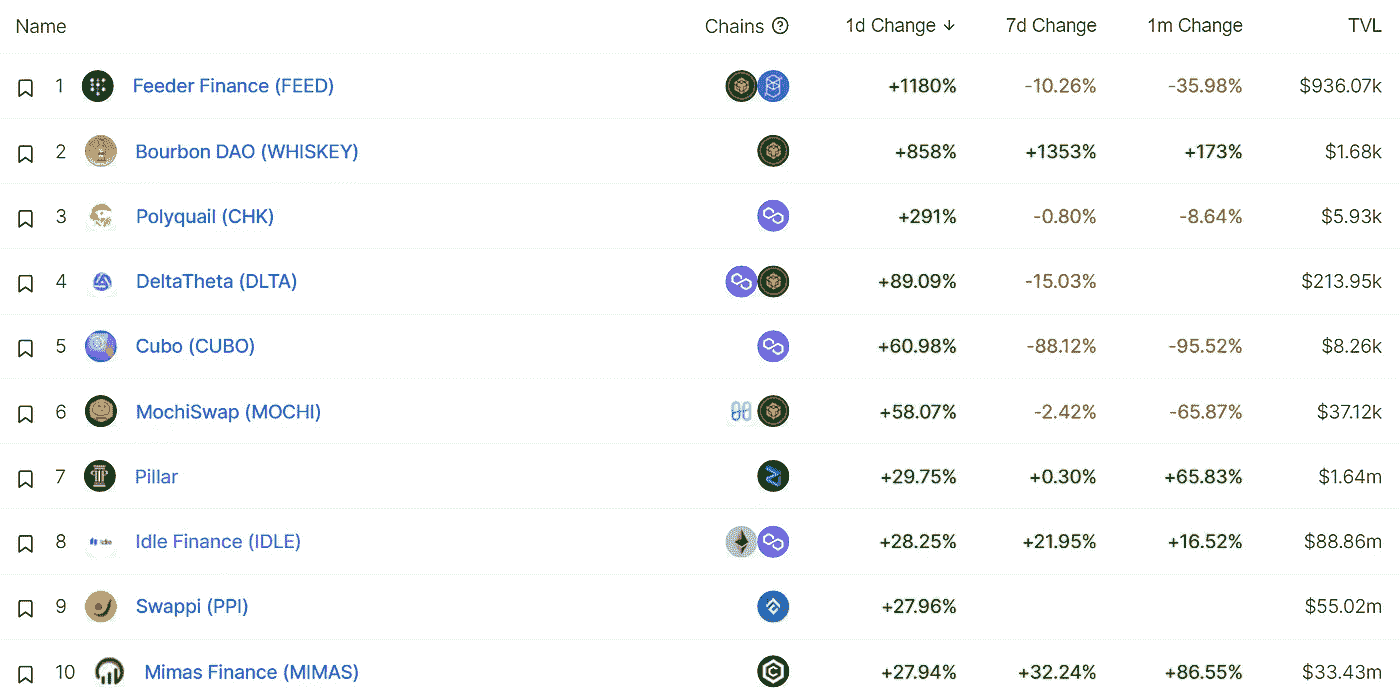 Name Chains ? 1d Change ↓ 7d Change 1m Change TVL
1 Feeder Finance (FEED) +1180% -10.26% -35.98% $936.07k
2 Bourbon DAO (WHISKEY) +858% +1353% +173% $1.68k
3 Polyquail (CHK) +291% -0.80% -8.64% $5.93k
4 DeltaTheta (DLTA) +89.09% -15.03% $213.95k
5 Cubo (CUBO) +60.98% -88.12% -95.52% $8.26k
6 MochiSwap (MOCHI) +58.07% -2.42% -65.87% $37.12k
7 Pillar +29.75% +0.30% +65.83% $1.64m
8 Idle Finance (IDLE) +28.25% +21.95% +16.52% $88.86m
9 Swappi (PPI) +27.96% $55.02m
10 Mimas Finance (MIMAS) +27.94% +32.24% +86.55% $33.43m